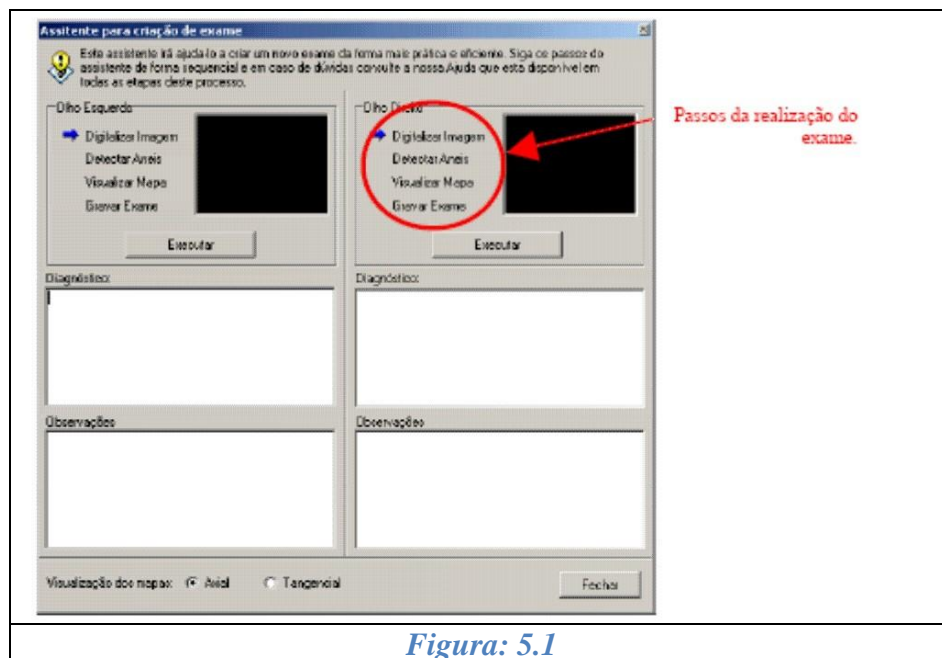 Assitente para criação de exame
Este assistente irá ajuda-lo a criar um novo exame da forma mais prática e eficiente. Siga os passos do
assistente de forma sequencial e em caso de dúvidas consulte a nossa Ajuda que esta disponível em
todas as etapas deste processo.
Olho Esquerdo
Digitalizar Imagem
Detectar Aneis
Visualizar Mapa
Gravar Exame
Executar
Olho Direito
Digitalizar Imagem
Detectar Aneis
Visualizar Mapa
Gravar Exame
Executar
Passos da realização do
exame.
Diagnóstico:
Diagnóstico:
Observações
Observações
Visualização dos mapas: Axial Tangencial
Fechar
Figura: 5.1